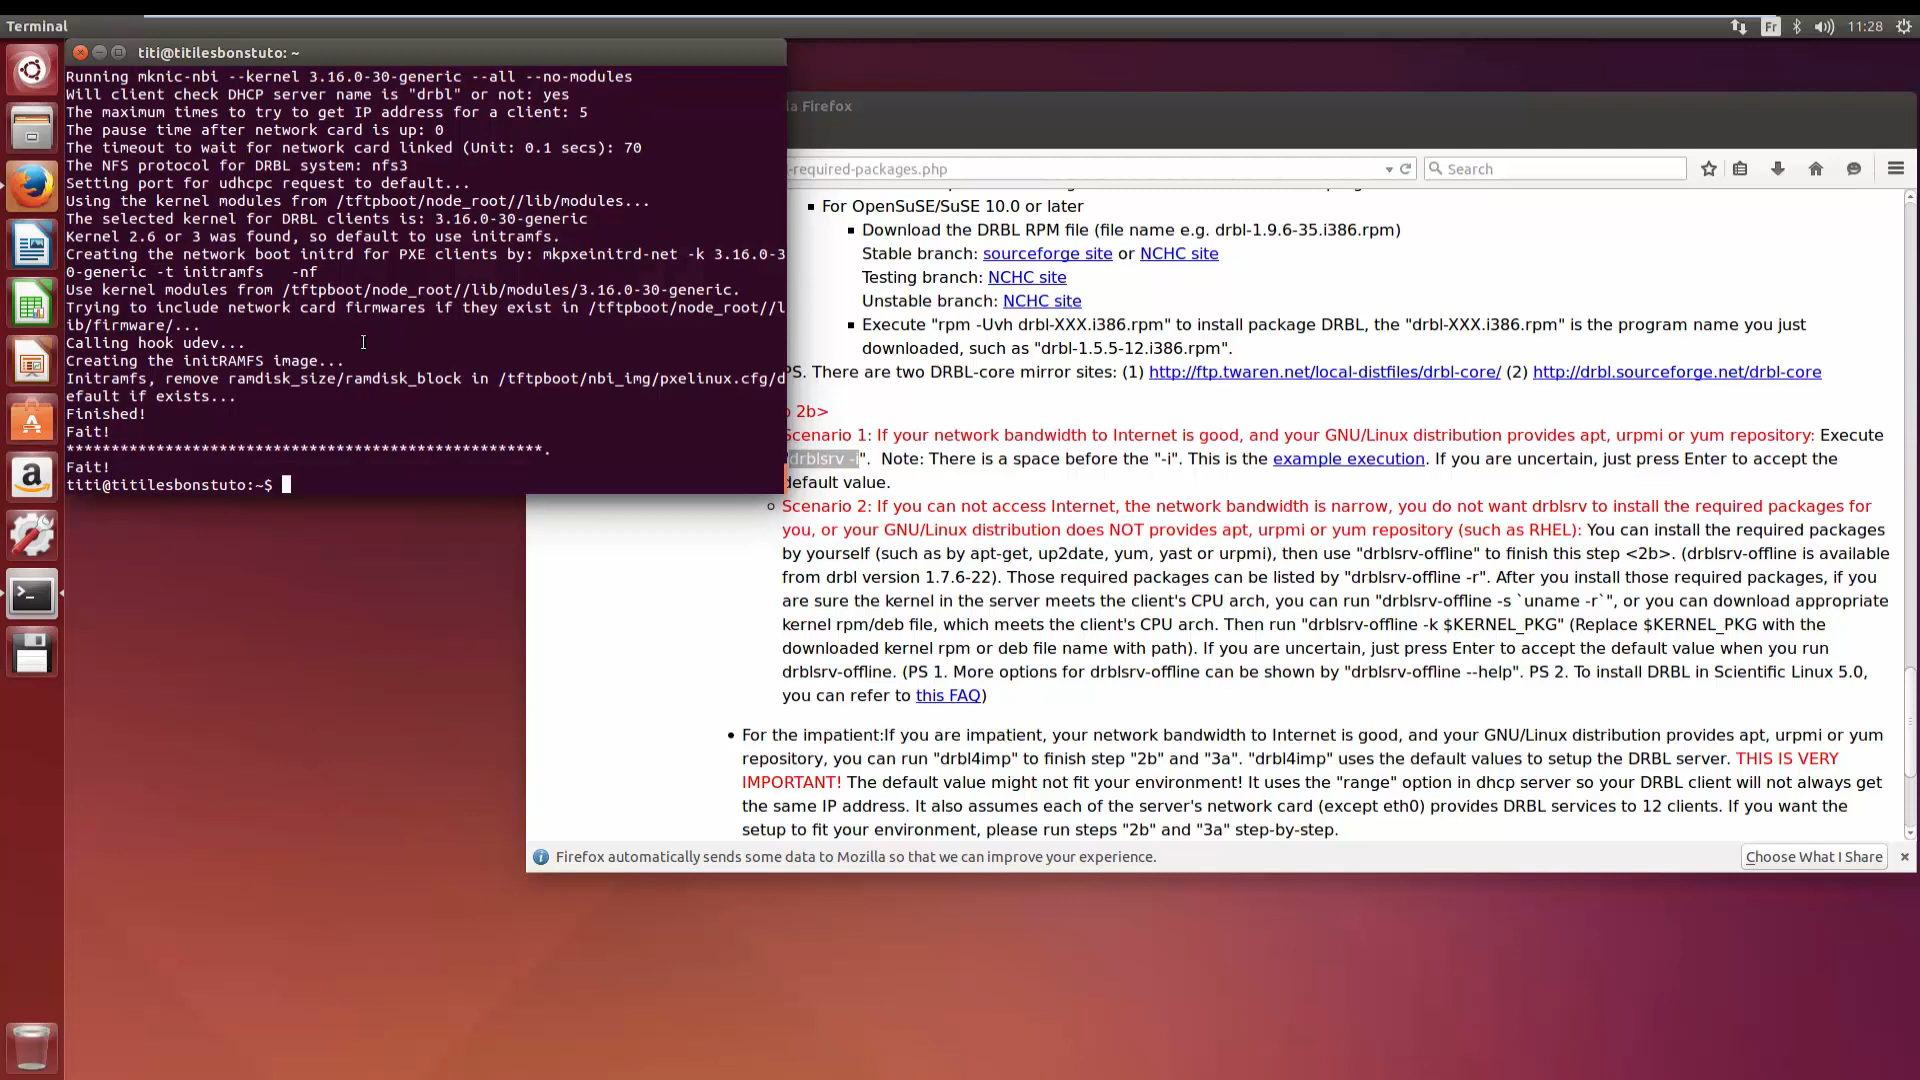 Terminal
Fr
11:28
titi@titilesbonstuto: ~
Running mknic-nbi --kernel 3.16.0-30-generic --all --no-modules
Will client check DHCP server name is "drbl" or not: yes
The maximum times to try to get IP address for a client: 5
The pause time after network card is up: 0
The timeout to wait for network card linked (Unit: 0.1 secs): 70
The NFS protocol for DRBL system: nfs3
Setting port for udhcpc request to default...
Using the kernel modules from /tftpboot/node_root//lib/modules...
The selected kernel for DRBL clients is: 3.16.0-30-generic
Kernel 2.6 or 3 was found, so default to use initramfs.
Creating the network boot initrd for PXE clients by: mkpxeinitrd-net -k 3.16.0-3
0-generic -t initramfs   -nf
Use kernel modules from /tftpboot/node_root//lib/modules/3.16.0-30-generic.
Trying to include network card firmwares if they exist in /tftpboot/node_root//l
ib/firmware/...
Calling hook udev...
Creating the initRAMFS image...
Initramfs, remove ramdisk_size/ramdisk_block in /tftpboot/nbi_img/pxelinux.cfg/d
efault if exists...
Finished!
Fait!
*****************************************************.
Fait!
titi@titilesbonstuto:~$
la Firefox
-required-packages.php
Search
For OpenSuSE/SuSE 10.0 or later
Download the DRBL RPM file (file name e.g. drbl-1.9.6-35.i386.rpm)
Stable branch: sourceforge site or NCHC site
Testing branch: NCHC site
Unstable branch: NCHC site
Execute "rpm -Uvh drbl-XXX.i386.rpm" to install package DRBL, the "drbl-XXX.i386.rpm" is the program name you just
downloaded, such as "drbl-1.5.5-12.i386.rpm".
PS. There are two DRBL-core mirror sites: (1) http://ftp.twaren.net/local-distfiles/drbl-core/ (2) http://drbl.sourceforge.net/drbl-core
o 2b>
Scenario 1: If your network bandwidth to Internet is good, and your GNU/Linux distribution provides apt, urpmi or yum repository: Execute
drblsrv -i". Note: There is a space before the "-i". This is the example execution. If you are uncertain, just press Enter to accept the
default value.
Scenario 2: If you can not access Internet, the network bandwidth is narrow, you do not want drblsrv to install the required packages for
you, or your GNU/Linux distribution does NOT provides apt, urpmi or yum repository (such as RHEL): You can install the required packages
by yourself (such as by apt-get, up2date, yum, yast or urpmi), then use "drblsrv-offline" to finish this step <2b>. (drblsrv-offline is available
from drbl version 1.7.6-22). Those required packages can be listed by "drblsrv-offline -r". After you install those required packages, if you
are sure the kernel in the server meets the client's CPU arch, you can run "drblsrv-offline -s `uname -r`", or you can download appropriate
kernel rpm/deb file, which meets the client's CPU arch. Then run "drblsrv-offline -k $KERNEL_PKG" (Replace $KERNEL_PKG with the
downloaded kernel rpm or deb file name with path). If you are uncertain, just press Enter to accept the default value when you run
drblsrv-offline. (PS 1. More options for drblsrv-offline can be shown by "drblsrv-offline --help". PS 2. To install DRBL in Scientific Linux 5.0,
you can refer to this FAQ)
For the impatient:If you are impatient, your network bandwidth to Internet is good, and your GNU/Linux distribution provides apt, urpmi or yum
repository, you can run "drbl4imp" to finish step "2b" and "3a". "drbl4imp" uses the default values to setup the DRBL server. THIS IS VERY
IMPORTANT! The default value might not fit your environment! It uses the "range" option in dhcp server so your DRBL client will not always get
the same IP address. It also assumes each of the server's network card (except eth0) provides DRBL services to 12 clients. If you want the
setup to fit your environment, please run steps "2b" and "3a" step-by-step.
Firefox automatically sends some data to Mozilla so that we can improve your experience.
Choose What I Share